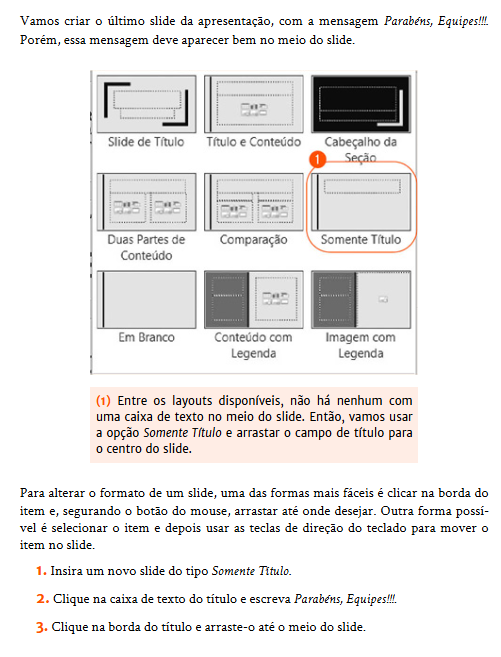 Vamos criar o último slide da apresentação, com a mensagem Parabéns, Equipes!!!.
Porém, essa mensagem deve aparecer bem no meio do slide.
Slide de Título
Título e Conteúdo
Cabeçalho da
Seção
1
Duas Partes de
Conteúdo
Comparação
Somente Título
Em Branco
Conteúdo com
Legenda
Imagem com
Legenda
(1) Entre os layouts disponíveis, não há nenhum com
uma caixa de texto no meio do slide. Então, vamos usar
a opção Somente Título e arrastar o campo de título para
o centro do slide.
Para alterar o formato de um slide, uma das formas mais fáceis é clicar na borda do
item e, segurando o botão do mouse, arrastar até onde desejar. Outra forma possí-
vel é selecionar o item e depois usar as teclas de direção do teclado para mover o
item no slide.
1. Insira um novo slide do tipo Somente Título.
2. Clique na caixa de texto do título e escreva Parabéns, Equipes!!!.
3. Clique na borda do título e arraste-o até o meio do slide.